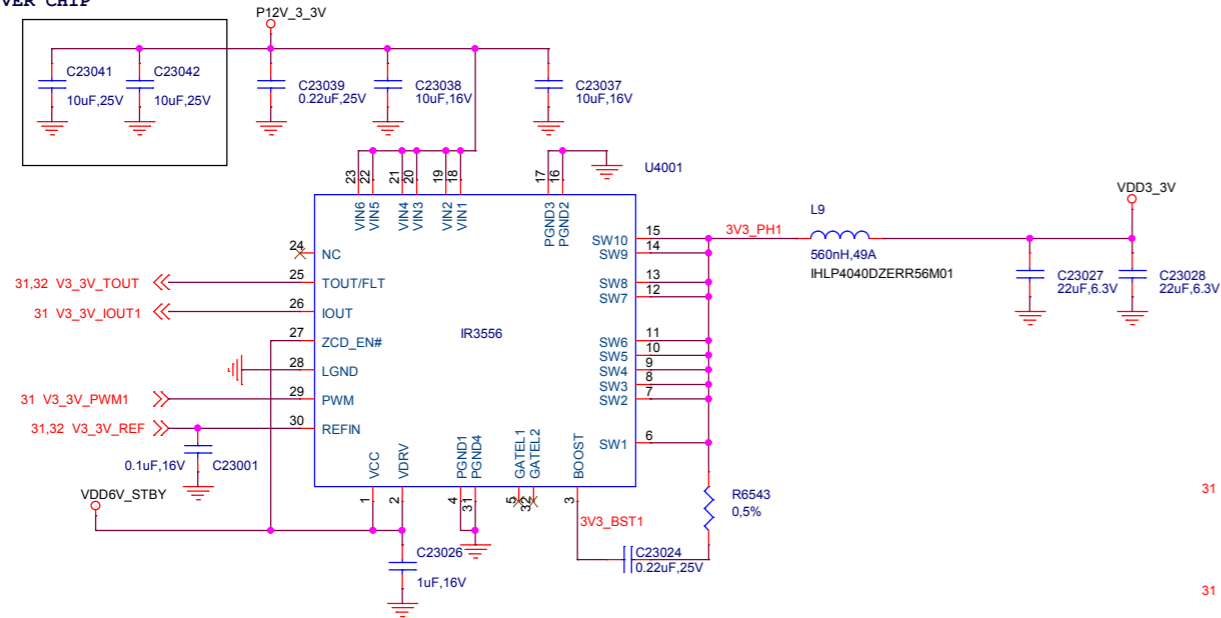 VER CHIP
P12V_3_3V
C23041
10uF,25V
C23042
10uF,25V
C23039
0.22uF,25V
C23038
10uF,16V
C23037
10uF,16V
U4001
23
22
21
20
19
18
17
16
VIN6
VIN5
VIN4
VIN3
VIN2
VIN1
PGND3
PGND2
24
NC
31,32 V3_3V_TOUT
25
TOUT/FLT
31 V3_3V_IOUT1
26
IOUT
27
ZCD_EN#
28
LGND
31 V3_3V_PWM1
29
PWM
31,32 V3_3V_REF
30
REFIN
0.1uF,16V
C23001
IR3556
SW10
15
SW9
14
SW8
13
SW7
12
SW6
11
SW5
10
SW4
9
SW3
8
SW2
7
SW1
6
3V3_PH1
L9
560nH,49A
IHLP4040DZERR56M01
VDD3_3V
C23027
22uF,6.3V
C23028
22uF,6.3V
VCC
VDRV
PGND1
PGND4
GATEL1
GATEL2
BOOST
1
2
4
31
5
32
3
VDD6V_STBY
C23026
1uF,16V
3V3_BST1
C23024
0.22uF,25V
R6543
0,5%
31
31